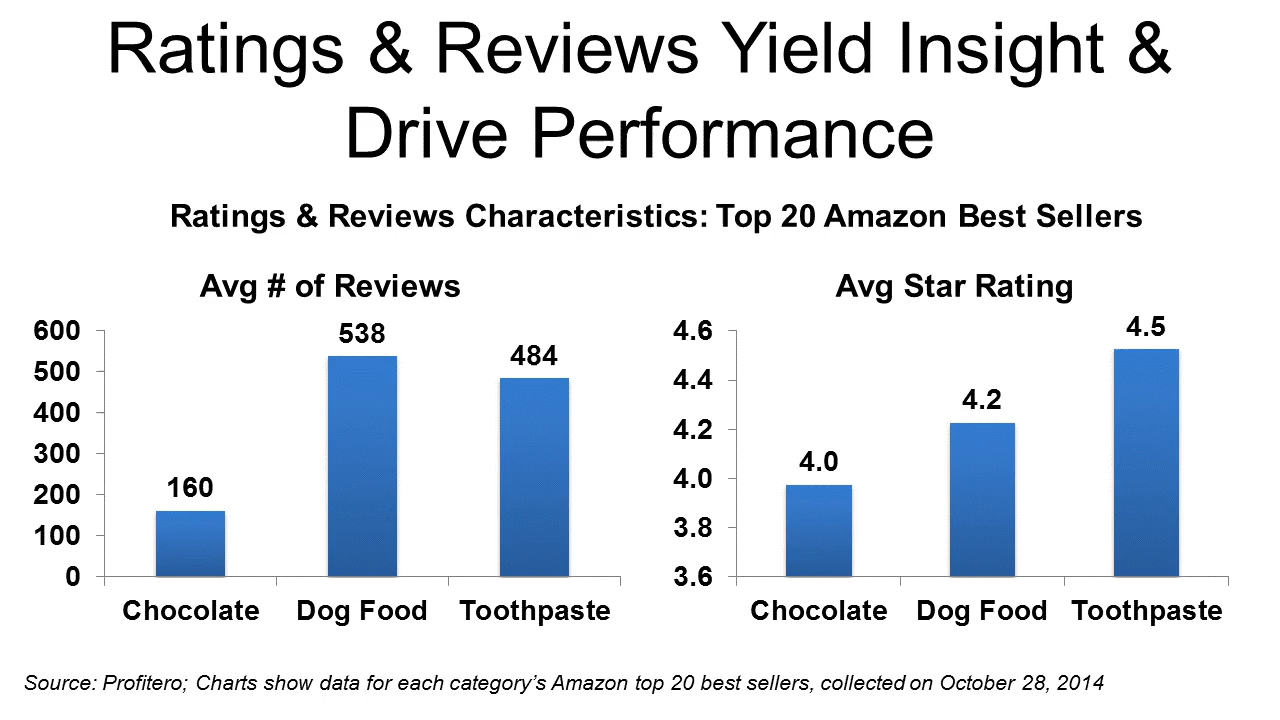 Ratings & Reviews Yield Insight &
Drive Performance
Ratings & Reviews Characteristics: Top 20 Amazon Best Sellers
Avg # of Reviews
600
500
400
300
200
100
0
160
538
484
Chocolate
Dog Food
Toothpaste
Avg Star Rating
4.6
4.4
4.2
4.0
3.8
3.6
4.0
4.2
4.5
Chocolate
Dog Food
Toothpaste
Source: Profitero; Charts show data for each category’s Amazon top 20 best sellers, collected on October 28, 2014